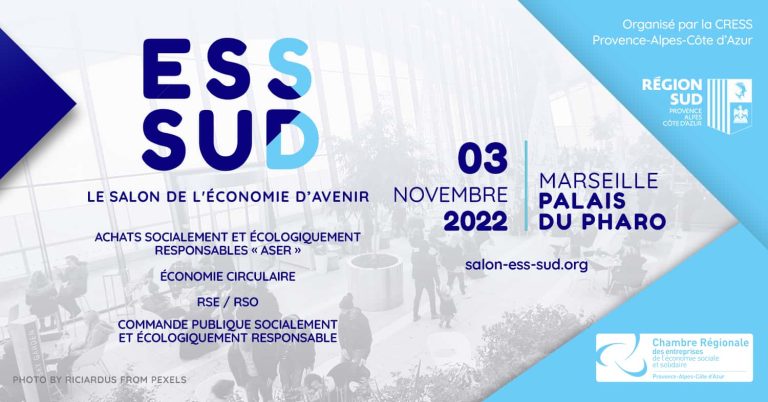 Organisé par la CRESS
Provence-Alpes-Côte d'Azur
RÉGION
SUD
PROVENCE
ALPES
CÔTE D'AZUR
ESS
SUD
LE SALON DE L'ÉCONOMIE D'AVENIR
ACHATS SOCIALEMENT ET ÉCOLOGIQUEMENT
RESPONSABLES « ASER »
ÉCONOMIE CIRCULAIRE
RSE / RSO
COMMANDE PUBLIQUE SOCIALEMENT
ET ÉCOLOGIQUEMENT RESPONSABLE
03
NOVEMBRE
2022
MARSEILLE
PALAIS
DU PHARO
salon-ess-sud.org
Chambre Régionale
des entreprises
de l'économie sociale
et solidaire
Provence-Alpes-Côte d'Azur
PHOTO BY RICIARDUS FROM PEXELS